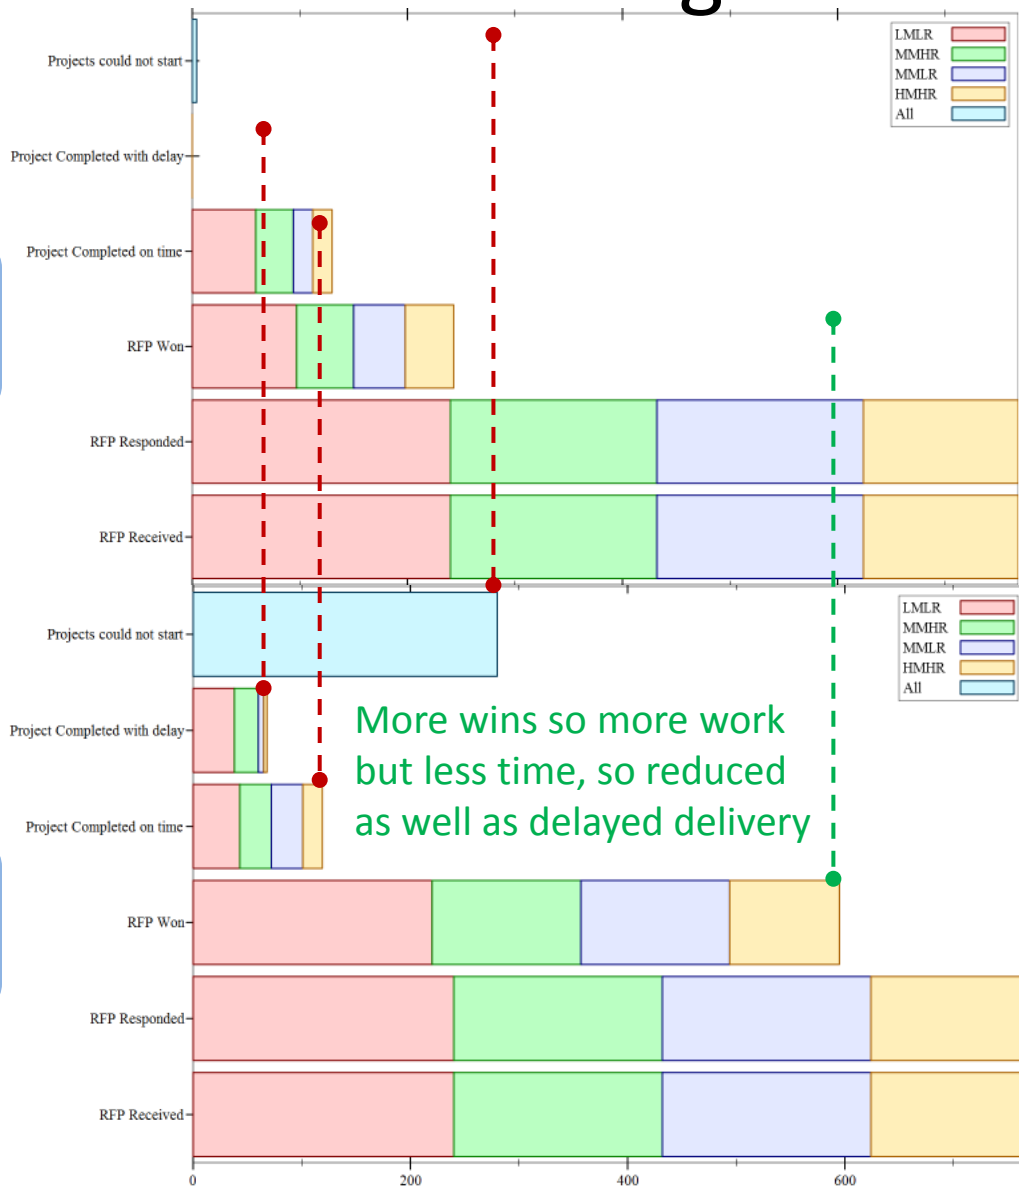 g
LMLR
MMHR
MMLR
HMHR
All
Projects could not start
Project Completed with delay
Project Completed on time
RFP Won
RFP Responded
RFP Received
LMLR
MMHR
MMLR
HMHR
All
Projects could not start
Project Completed with delay
Project Completed on time
RFP Won
RFP Responded
RFP Received
More wins so more work
but less time, so reduced
as well as delayed delivery
0
200
400
600